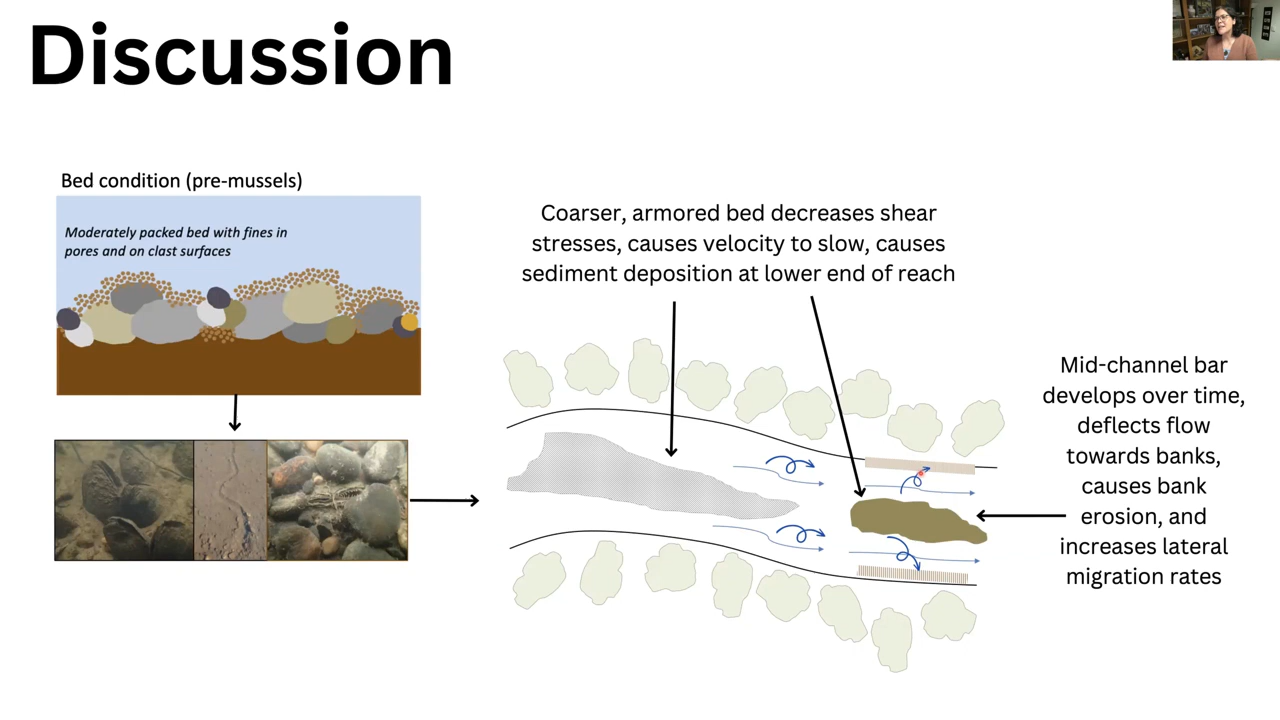 Discussion
Bed condition (pre-mussels)
Moderately packed bed with fines in
pores and on clast surfaces
Coarser, armored bed decreases shear
stresses, causes velocity to slow, causes
sediment deposition at lower end of reach
Mid-channel bar
develops over time,
deflects flow
towards banks,
causes bank
erosion, and
increases lateral
migration rates